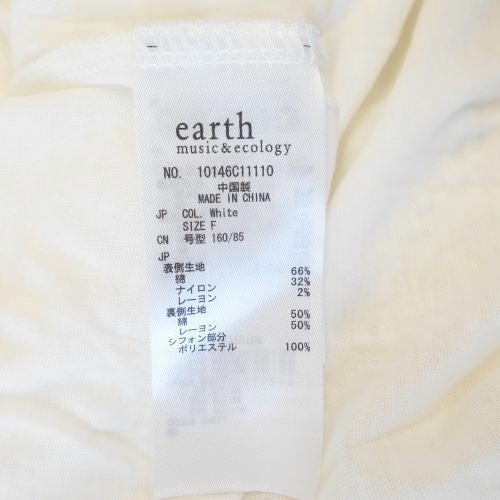 earth
music&ecology
NO. 10146C11110
中国製
MADE IN CHINA
JP COL. White
SIZE F
CN 号型 160/85
JP
表側生地
綿 66%
ナイロン 32%
レーヨン 2%
裏側生地
綿 50%
レーヨン 50%
シフォン部分
ポリエステル 100%